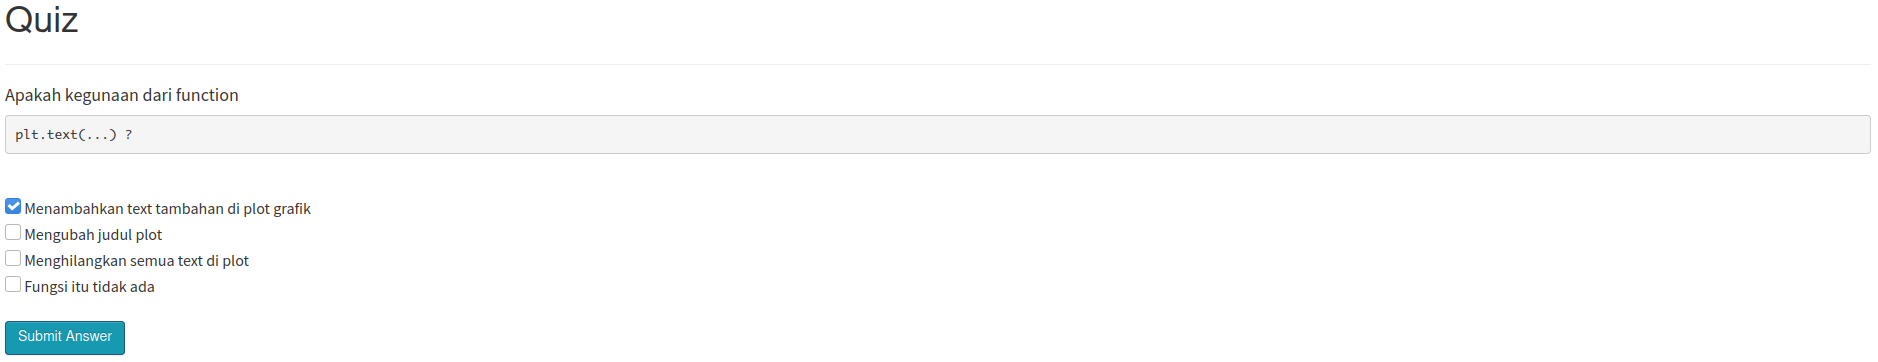 Quiz
Apakah kegunaan dari function
plt.text(...) ?
Menambahkan text tambahan di plot grafik
Mengubah judul plot
Menghilangkan semua text di plot
Fungsi itu tidak ada
Submit Answer